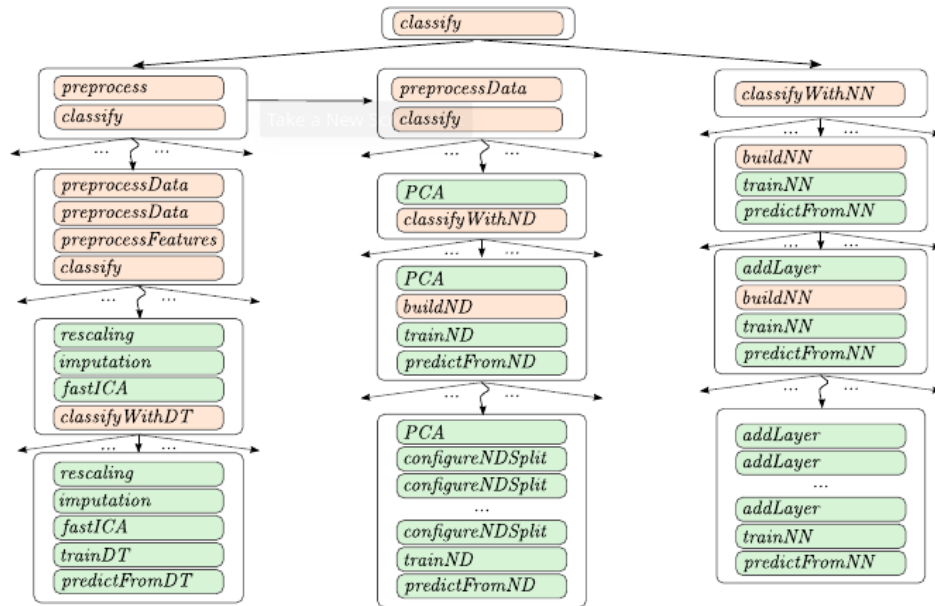 classify
preprocess
classify
preprocessData
classify
classifyWithNN
...
...
...
...
...
...
preprocessData
preprocessData
preprocessFeatures
classify
PCA
classifyWithND
buildNN
trainNN
predictFromNN
...
...
...
...
...
...
rescaling
imputation
fastICA
classifyWithDT
PCA
buildND
trainND
predictFromND
addLayer
buildNN
trainNN
predictFromNN
...
...
...
...
...
...
rescaling
imputation
fastICA
trainDT
predictFromDT
PCA
configureNDSplit
configureNDSplit
...
configureNDSplit
trainND
predictFromND
addLayer
addLayer
...
addLayer
trainNN
predictFromNN
Take a New